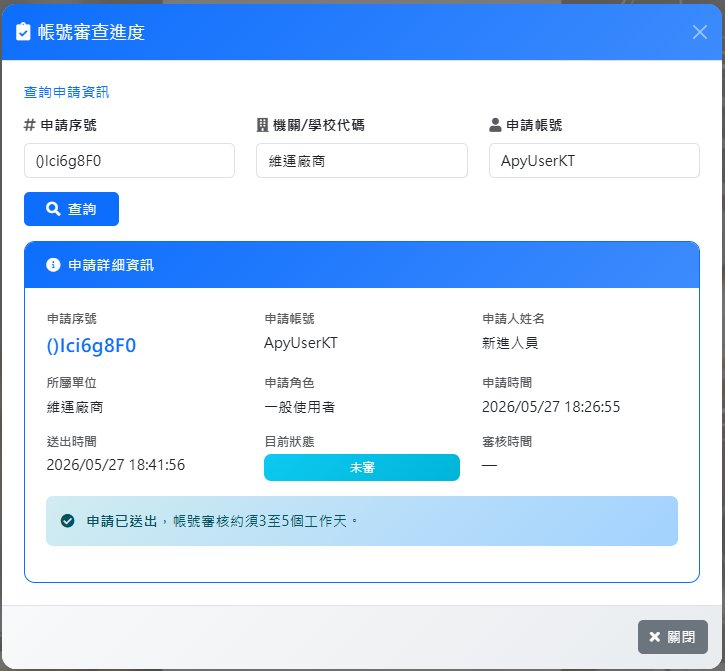 帳號審查進度
查詢申請資訊
# 申請序號
機關/學校代碼
申請帳號
()Ici6g8F0
維運廠商
ApyUserKT
查詢
申請詳細資訊
申請序號
申請帳號
申請人姓名
()Ici6g8F0
ApyUserKT
新進人員
所屬單位
申請角色
申請時間
維運廠商
一般使用者
2026/05/27 18:26:55
送出時間
目前狀態
審核時間
2026/05/27 18:41:56
未審
—
申請已送出，帳號審核約須3至5個工作天。
關閉